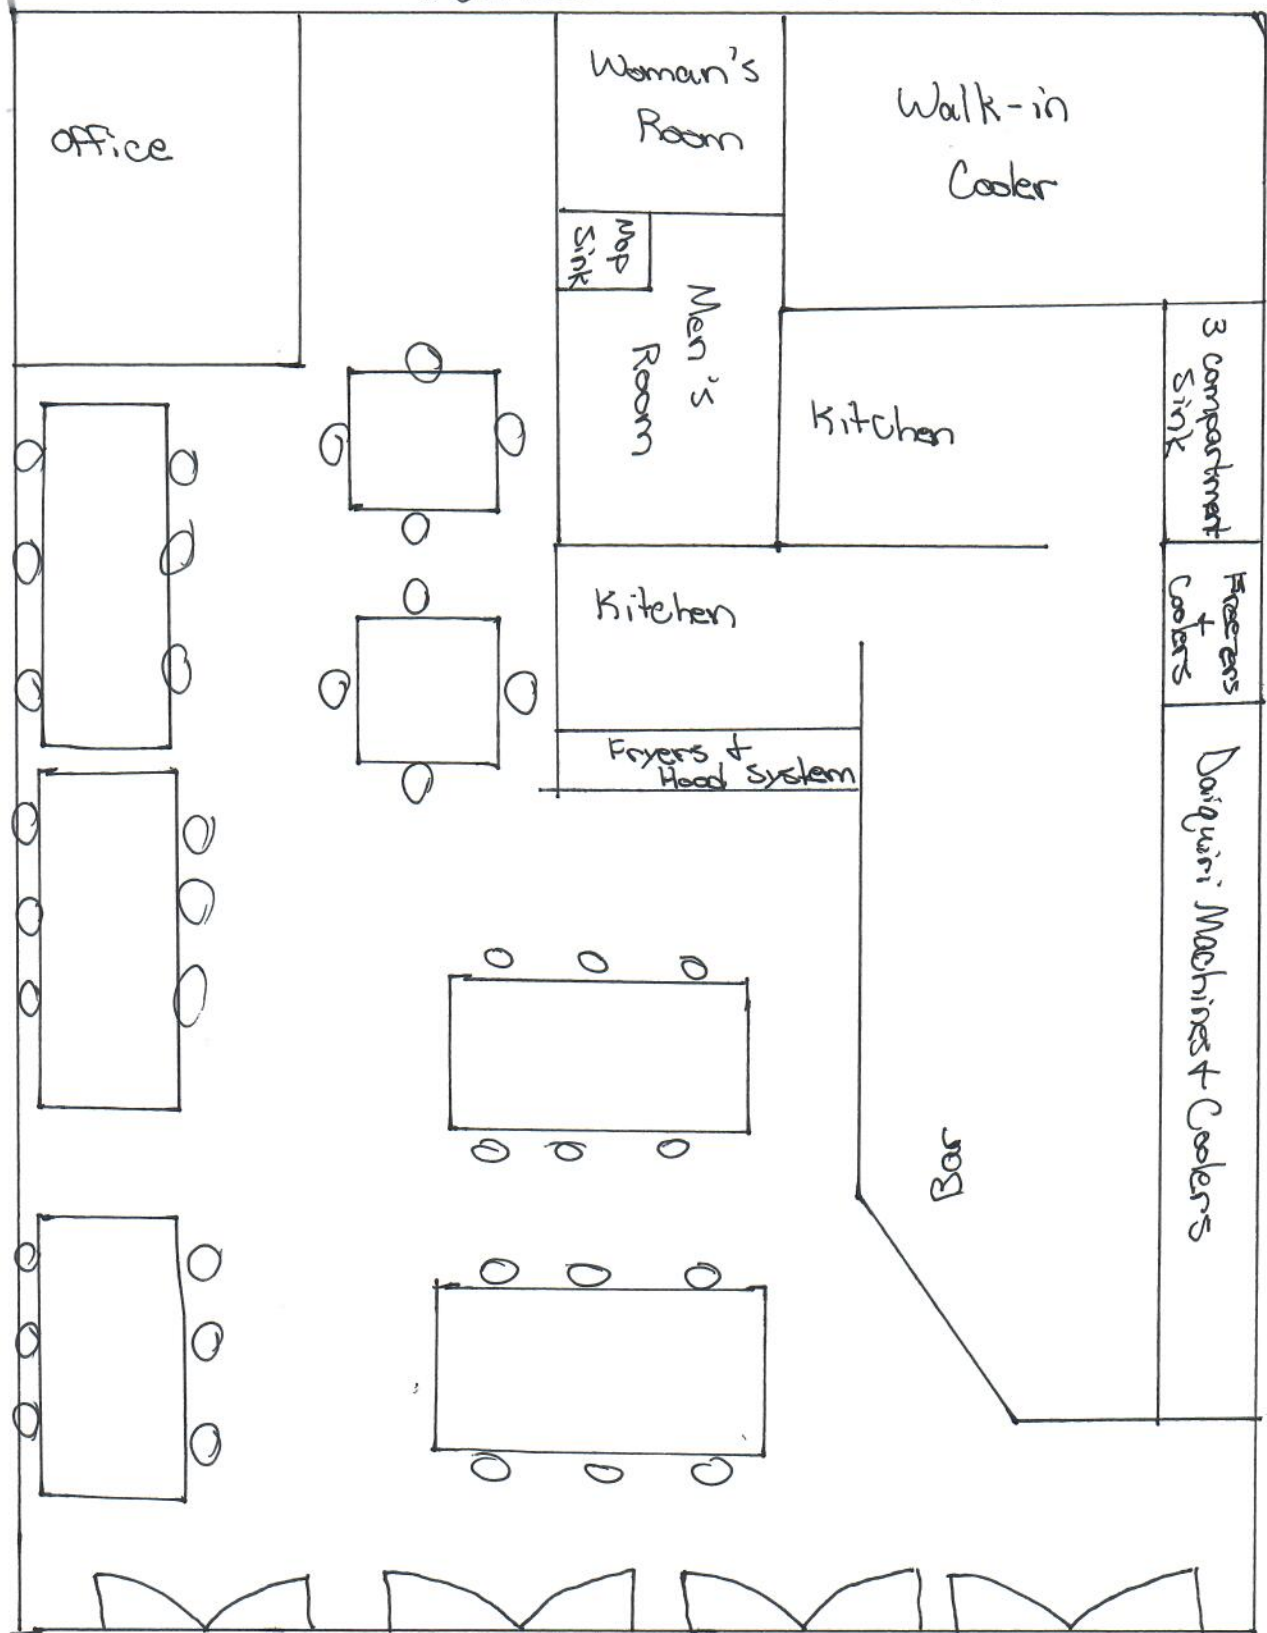 Office
Woman's
Room
Walk-in
Cooler
Mop
Sink
Men's
Room
Kitchen
3 compartment
Sink
Kitchen
Freezers
+
Coolers
Fryers +
Hood System
Daiquiri Machines + Coolers
Bar